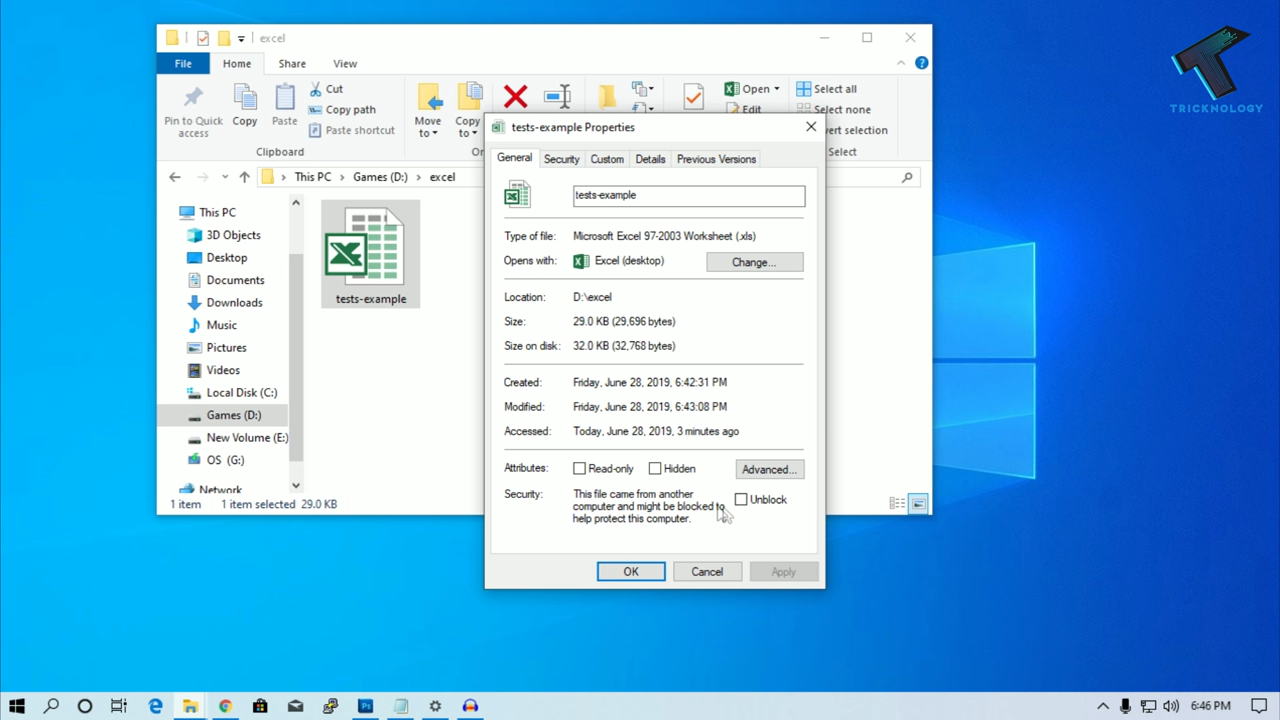 excel
File Home Share View
Pin to Quick access
Copy
Paste
Cut
Copy path
Paste shortcut
Clipboard
Move to
Copy to
Or
Open
Edit
Select all
Select none
vert selection
Select
This PC Games (D:) excel
This PC
3D Objects
Desktop
Documents
Downloads
Music
Pictures
Videos
Local Disk (C:)
Games (D:)
New Volume (E:)
OS (G:)
Network
tests-example
1 item 1 item selected 29.0 KB
tests-example Properties
General Security Custom Details Previous Versions
tests-example
Type of file: Microsoft Excel 97-2003 Worksheet (.xls)
Opens with: Excel (desktop) Change...
Location: D:\excel
Size: 29.0 KB (29,696 bytes)
Size on disk: 32.0 KB (32,768 bytes)
Created: Friday, June 28, 2019, 6:42:31 PM
Modified: Friday, June 28, 2019, 6:43:08 PM
Accessed: Today, June 28, 2019, 3 minutes ago
Attributes: Read-only Hidden Advanced...
Security: This file came from another
computer and might be blocked to
help protect this computer.
Unblock
OK Cancel Apply
TRICKNOLOGY
6:46 PM